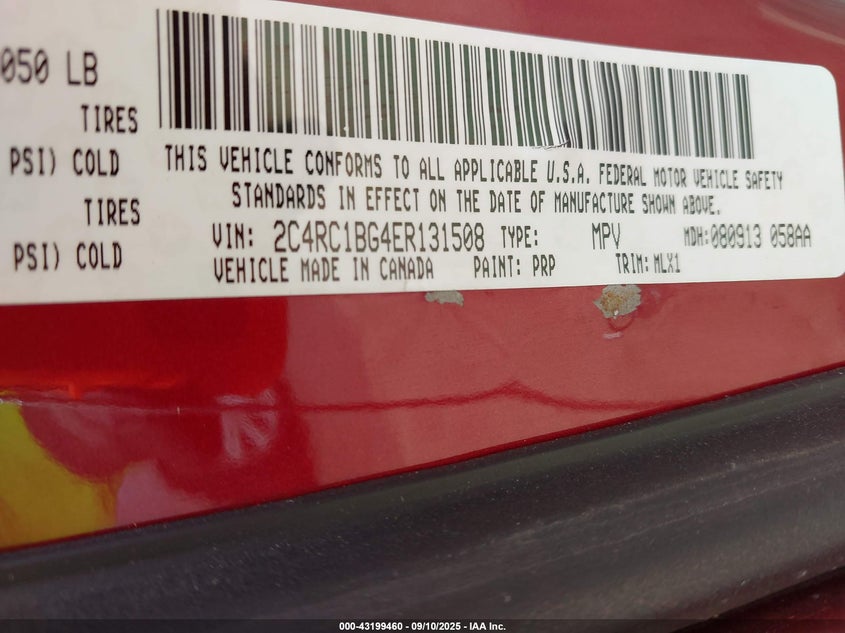 050 LB
TIRES
PSI) COLD
TIRES
PSI) COLD
THIS VEHICLE CONFORMS TO ALL APPLICABLE U.S.A. FEDERAL MOTOR VEHICLE SAFETY
STANDARDS IN EFFECT ON THE DATE OF MANUFACTURE SHOWN ABOVE.
VIN: 2C4RC1BG4ER131508 TYPE: MPV MDH:080913 058AA
VEHICLE MADE IN CANADA PAINT: PRP TRIM: MLX1
000-43199460 - 09/10/2025 - IAA Inc.